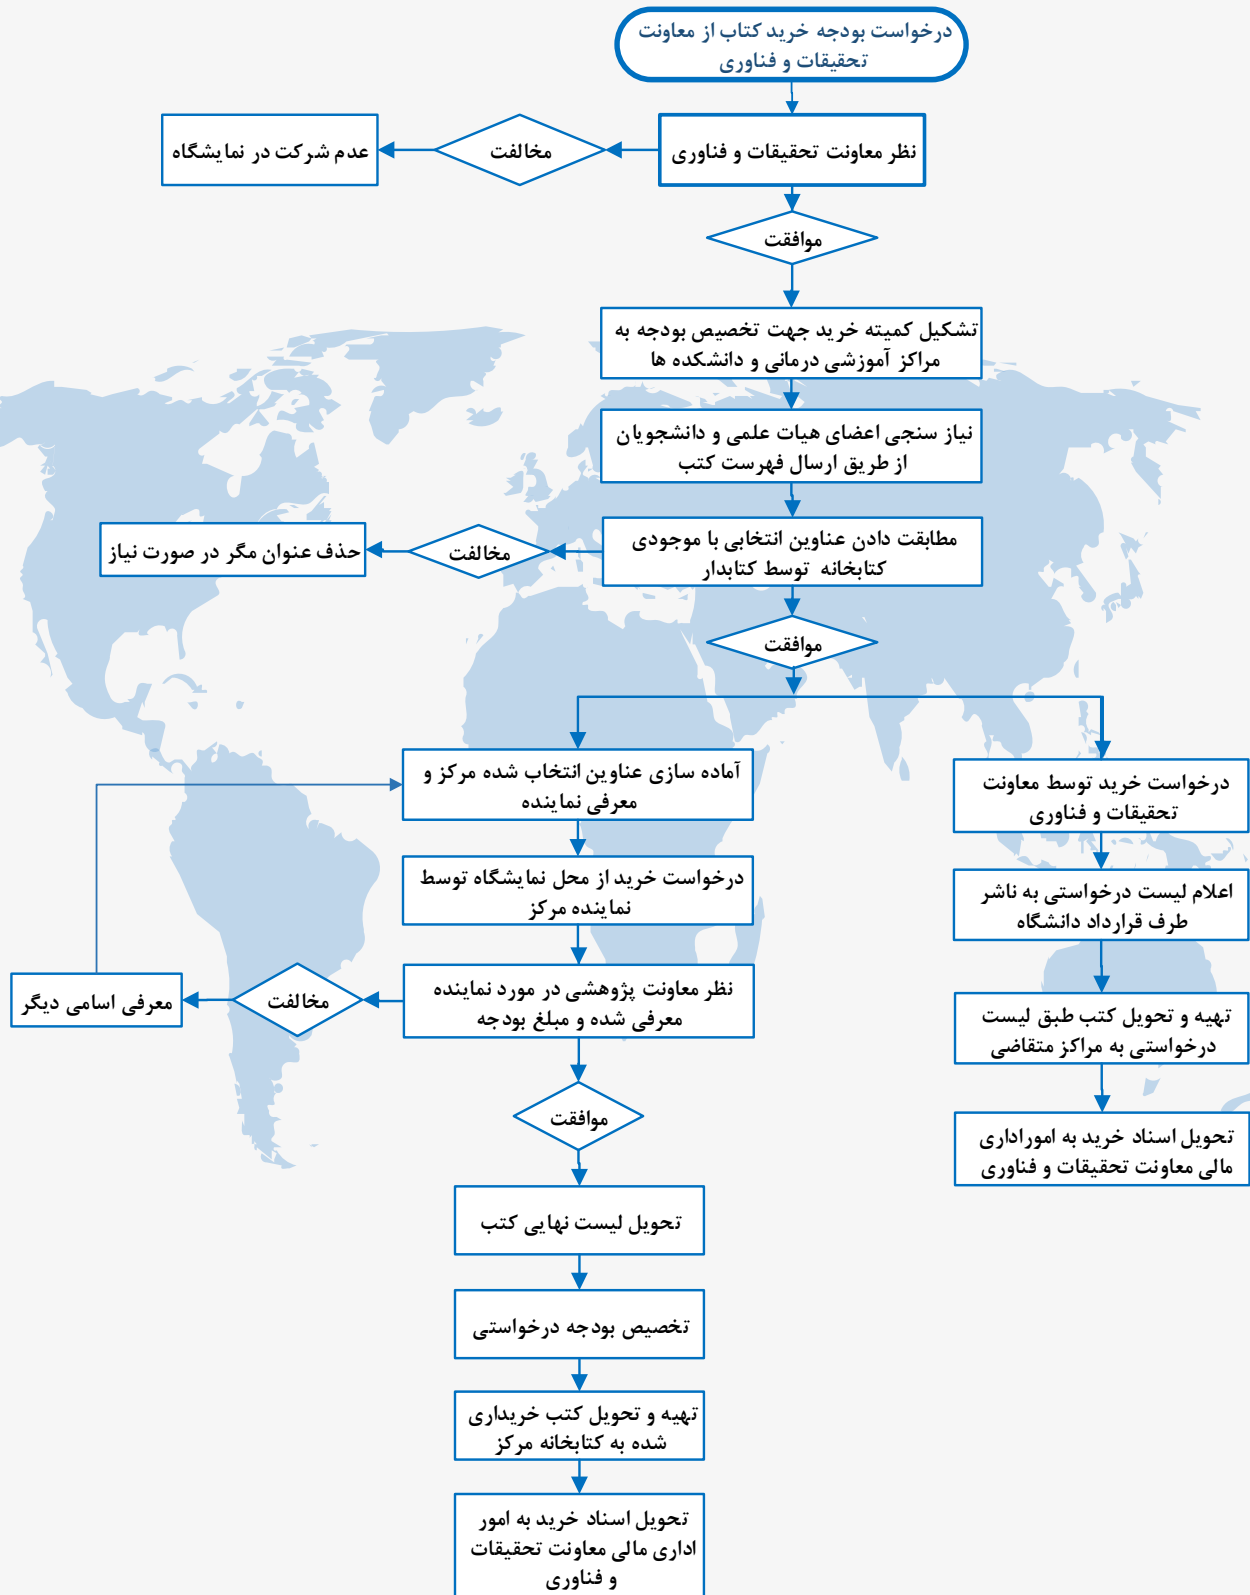 درخواست بودجه خرید کتاب از معاونت
تحقیقات و فناوری
نظر معاونت تحقیقات و فناوری
مخالفت
عدم شرکت در نمایشگاه
موافقت
تشکیل کمیته خرید جهت تخصیص بودجه به
مراکز آموزشی درمانی و دانشکده ها
نیاز سنجی اعضای هیات علمی و دانشجویان
از طریق ارسال فهرست کتب
مطابقت دادن عناوین انتخابی با موجودی
کتابخانه توسط کتابدار
مخالفت
حذف عنوان مگر در صورت نیاز
موافقت
درخواست خرید توسط معاونت
تحقیقات و فناوری
اعلام لیست درخواستی به ناشر
طرف قرارداد دانشگاه
تهیه و تحویل کتب طبق لیست
درخواستی به مراکز متقاضی
تحویل اسناد خرید به اموراداری
مالی معاونت تحقیقات و فناوری
آماده سازی عناوین انتخاب شده مرکز و
معرفی نماینده
درخواست خرید از محل نمایشگاه توسط
نماینده مرکز
نظر معاونت پژوهشی در مورد نماینده
معرفی شده و مبلغ بودجه
مخالفت
معرفی اسامی دیگر
موافقت
تحویل لیست نهایی کتب
تخصیص بودجه درخواستی
تهیه و تحویل کتب خریداری
شده به کتابخانه مرکز
تحویل اسناد خرید به امور
اداری مالی معاونت تحقیقات
و فناوری